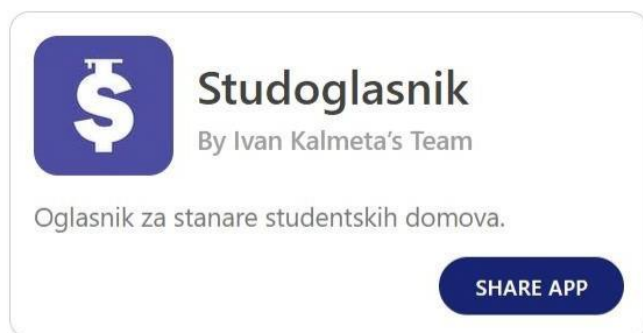 Studoglasnik
By Ivan Kalmeta's Team
Oglasnik za stanare studentskih domova.
SHARE APP